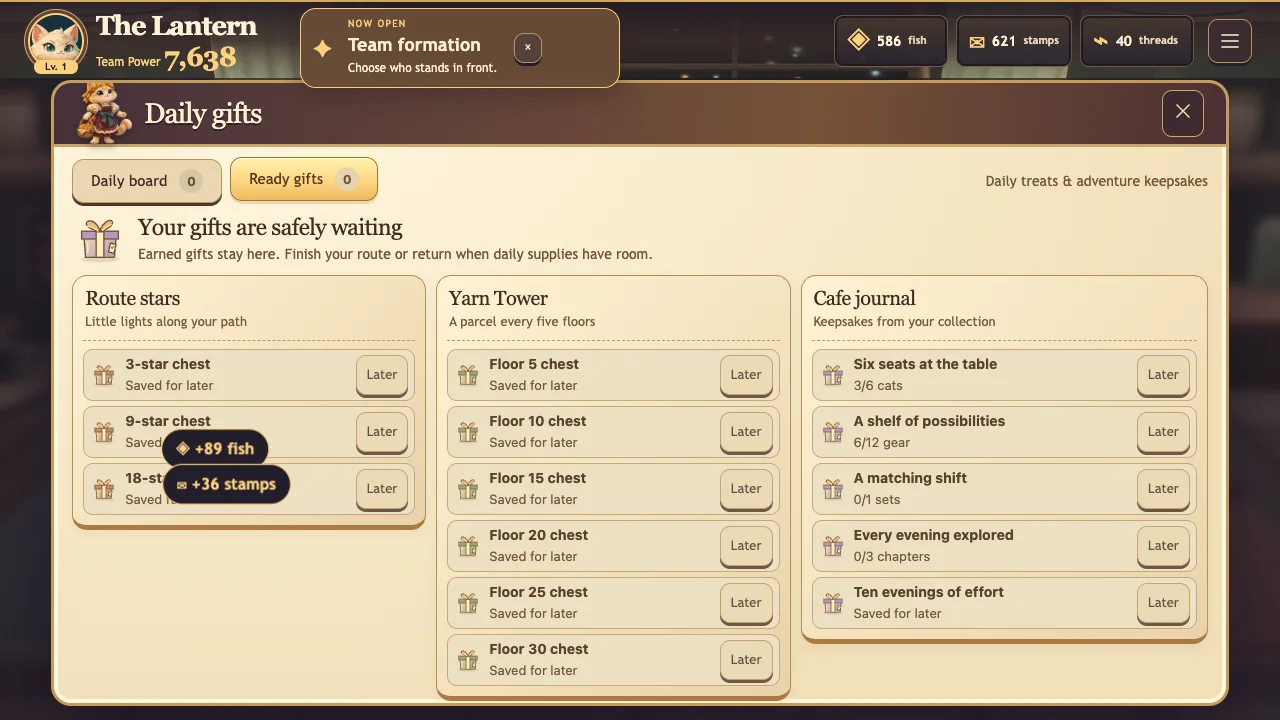 The Lantern
Team Power 7,638
Lv. 1
NOW OPEN
Team formation
Choose who stands in front.
×
586 fish
621 stamps
40 threads
Daily gifts
Daily board 0
Ready gifts 0
Daily treats & adventure keepsakes
Your gifts are safely waiting
Earned gifts stay here. Finish your route or return when daily supplies have room.
Route stars
Little lights along your path
3-star chest
Saved for later
Later
9-star chest
Saved
Later
+89 fish
+36 stamps
Saved
Later
Yarn Tower
A parcel every five floors
Floor 5 chest
Saved for later
Later
Floor 10 chest
Saved for later
Later
Floor 15 chest
Saved for later
Later
Floor 20 chest
Saved for later
Later
Floor 25 chest
Saved for later
Later
Floor 30 chest
Saved for later
Later
Cafe journal
Keepsakes from your collection
Six seats at the table
3/6 cats
Later
A shelf of possibilities
6/12 gear
Later
A matching shift
0/1 sets
Later
Every evening explored
0/3 chapters
Later
Ten evenings of effort
Saved for later
Later